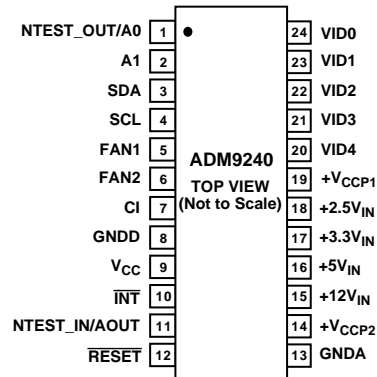 NTEST_OUT/A0 1 24 VID0
A1 2 23 VID1
SDA 3 22 VID2
SCL 4 21 VID3
FAN1 5 20 VID4
FAN2 6 19 +VCCP1
CI 7 18 +2.5VIN
GNDD 8 17 +3.3VIN
VCC 9 16 +5VIN
INT 10 15 +12VIN
NTEST_IN/AOUT 11 14 +VCCP2
RESET 12 13 GNDA
ADM9240
TOP VIEW
(Not to Scale)